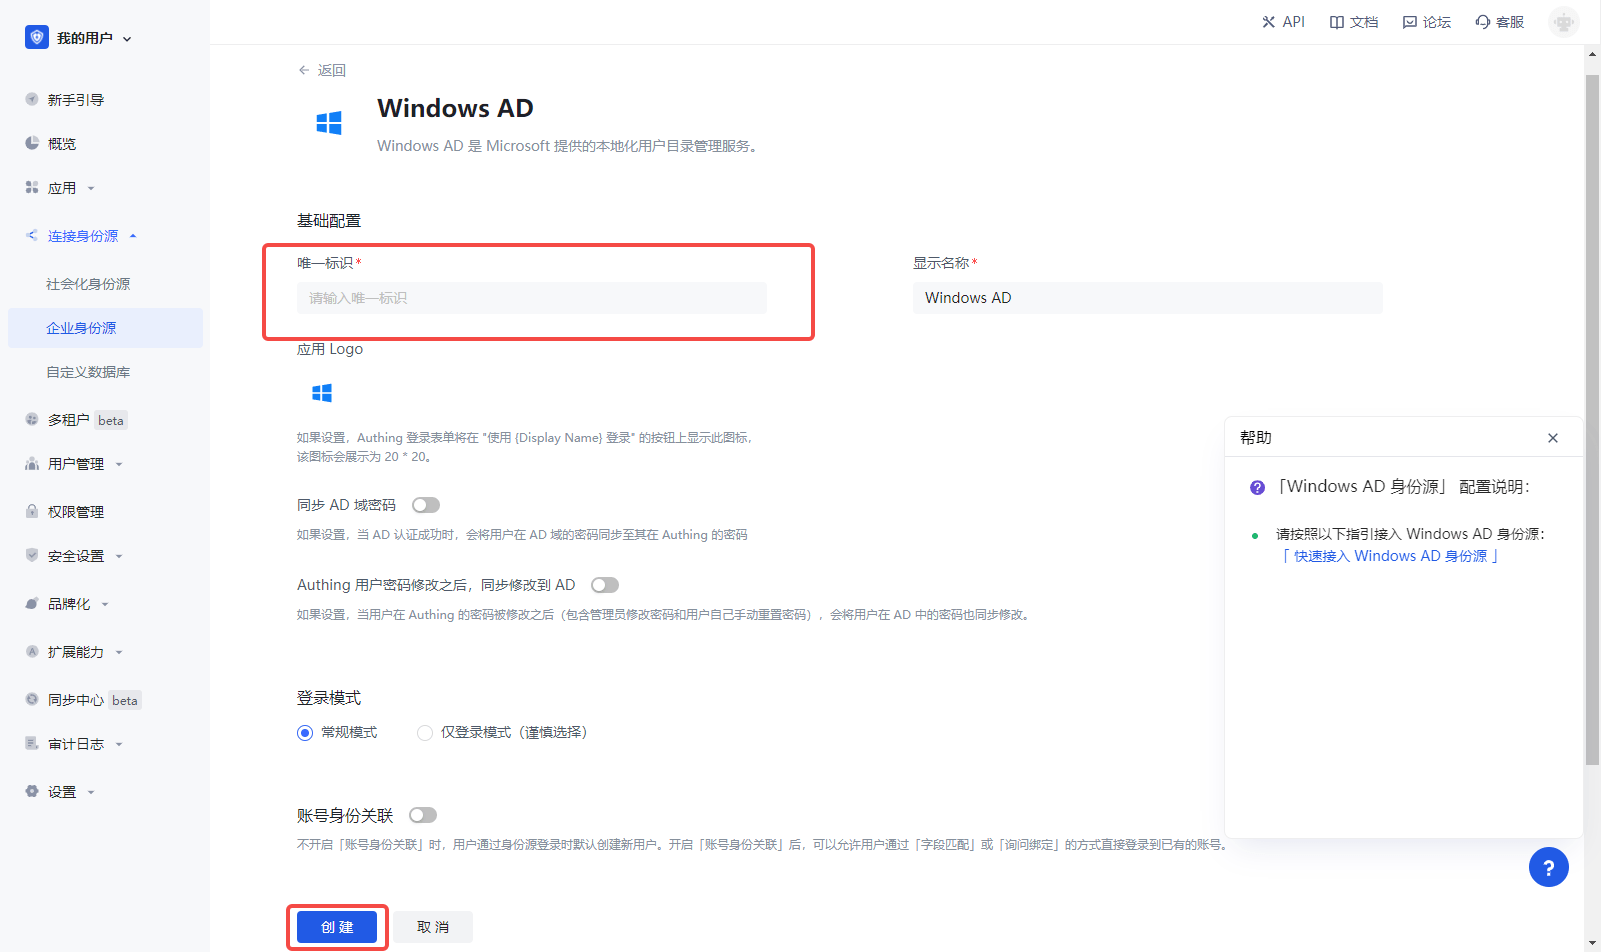 我的用户
API
文档
论坛
客服
新手引导
概览
应用
连接身份源
社会化身份源
企业身份源
自定义数据库
多租户 beta
用户管理
权限管理
安全设置
品牌化
扩展能力
同步中心 beta
审计日志
设置
返回
Windows AD
Windows AD 是 Microsoft 提供的本地化用户目录管理服务。
基础配置
唯一标识*
请输入唯一标识
显示名称*
Windows AD
应用 Logo
如果设置，Authing 登录表单将在 "使用 {Display Name} 登录" 的按钮上显示此图标，
该图标会展示为 20 * 20。
同步 AD 域密码
如果设置，当 AD 认证成功时，会将用户在 AD 域的密码同步至其在 Authing 的密码
Authing 用户密码修改之后，同步修改到 AD
如果设置，当用户在 Authing 的密码被修改之后（包含管理员修改密码和用户自己手动重置密码），会将用户在 AD 中的密码也同步修改。
登录模式
常规模式
仅登录模式（谨慎选择）
账号身份关联
不开启「账号身份关联」时，用户通过身份源登录时默认创建新用户。开启「账号身份关联」后，可以允许用户通过「字段匹配」或「询问绑定」的方式直接登录到已有的账号。
创 建
取 消
帮助
?
「Windows AD 身份源」 配置说明：
请按照以下指引接入 Windows AD 身份源：
「 快速接入 Windows AD 身份源 」
?